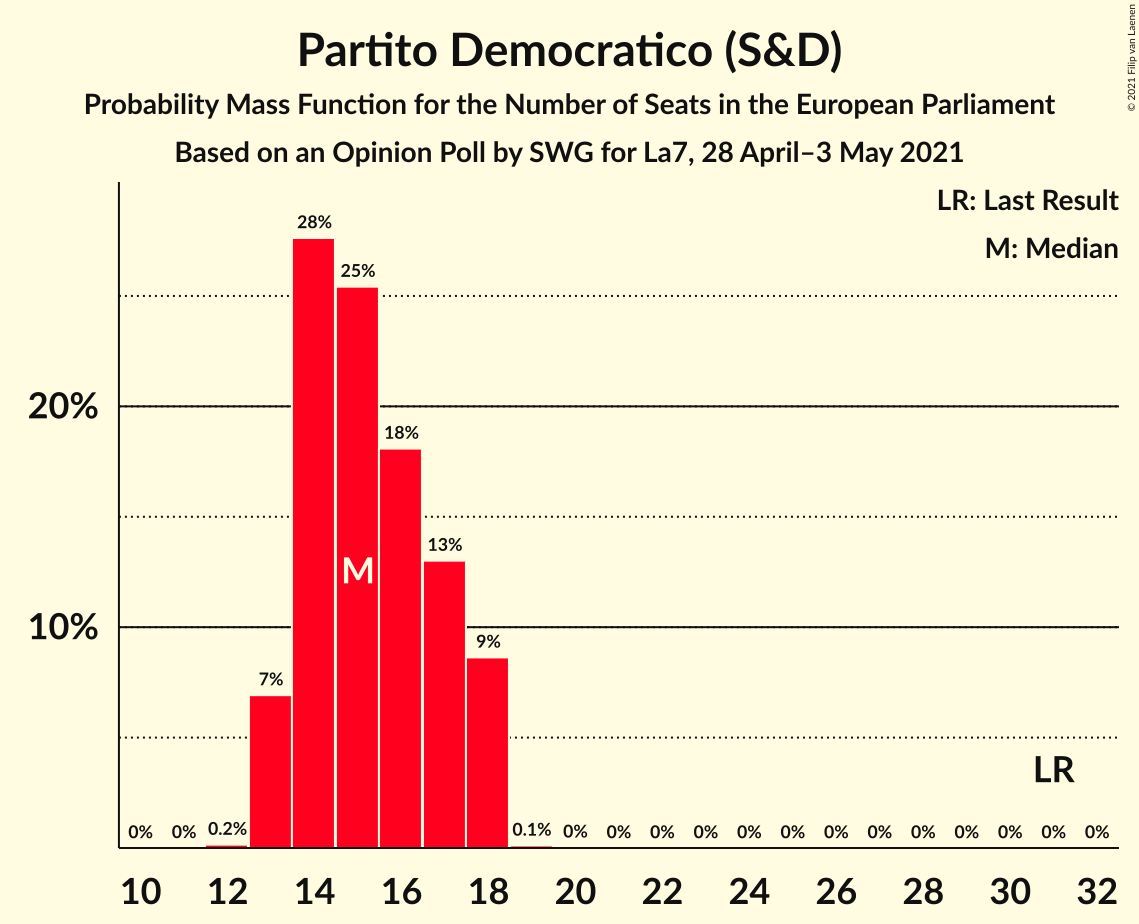 Partito Democratico (S&D)
Probability Mass Function for the Number of Seats in the European Parliament
Based on an Opinion Poll by SWG for La7, 28 April–3 May 2021
© 2021 Filip van Laenen
LR: Last Result
M: Median
28%
25%
20%
18%
13%
M
10%
9%
7%
LR
0% 0% 0.2% 0.1% 0% 0% 0% 0% 0% 0% 0% 0% 0% 0% 0% 0% 0%
10 12 14 16 18 20 22 24 26 28 30 32